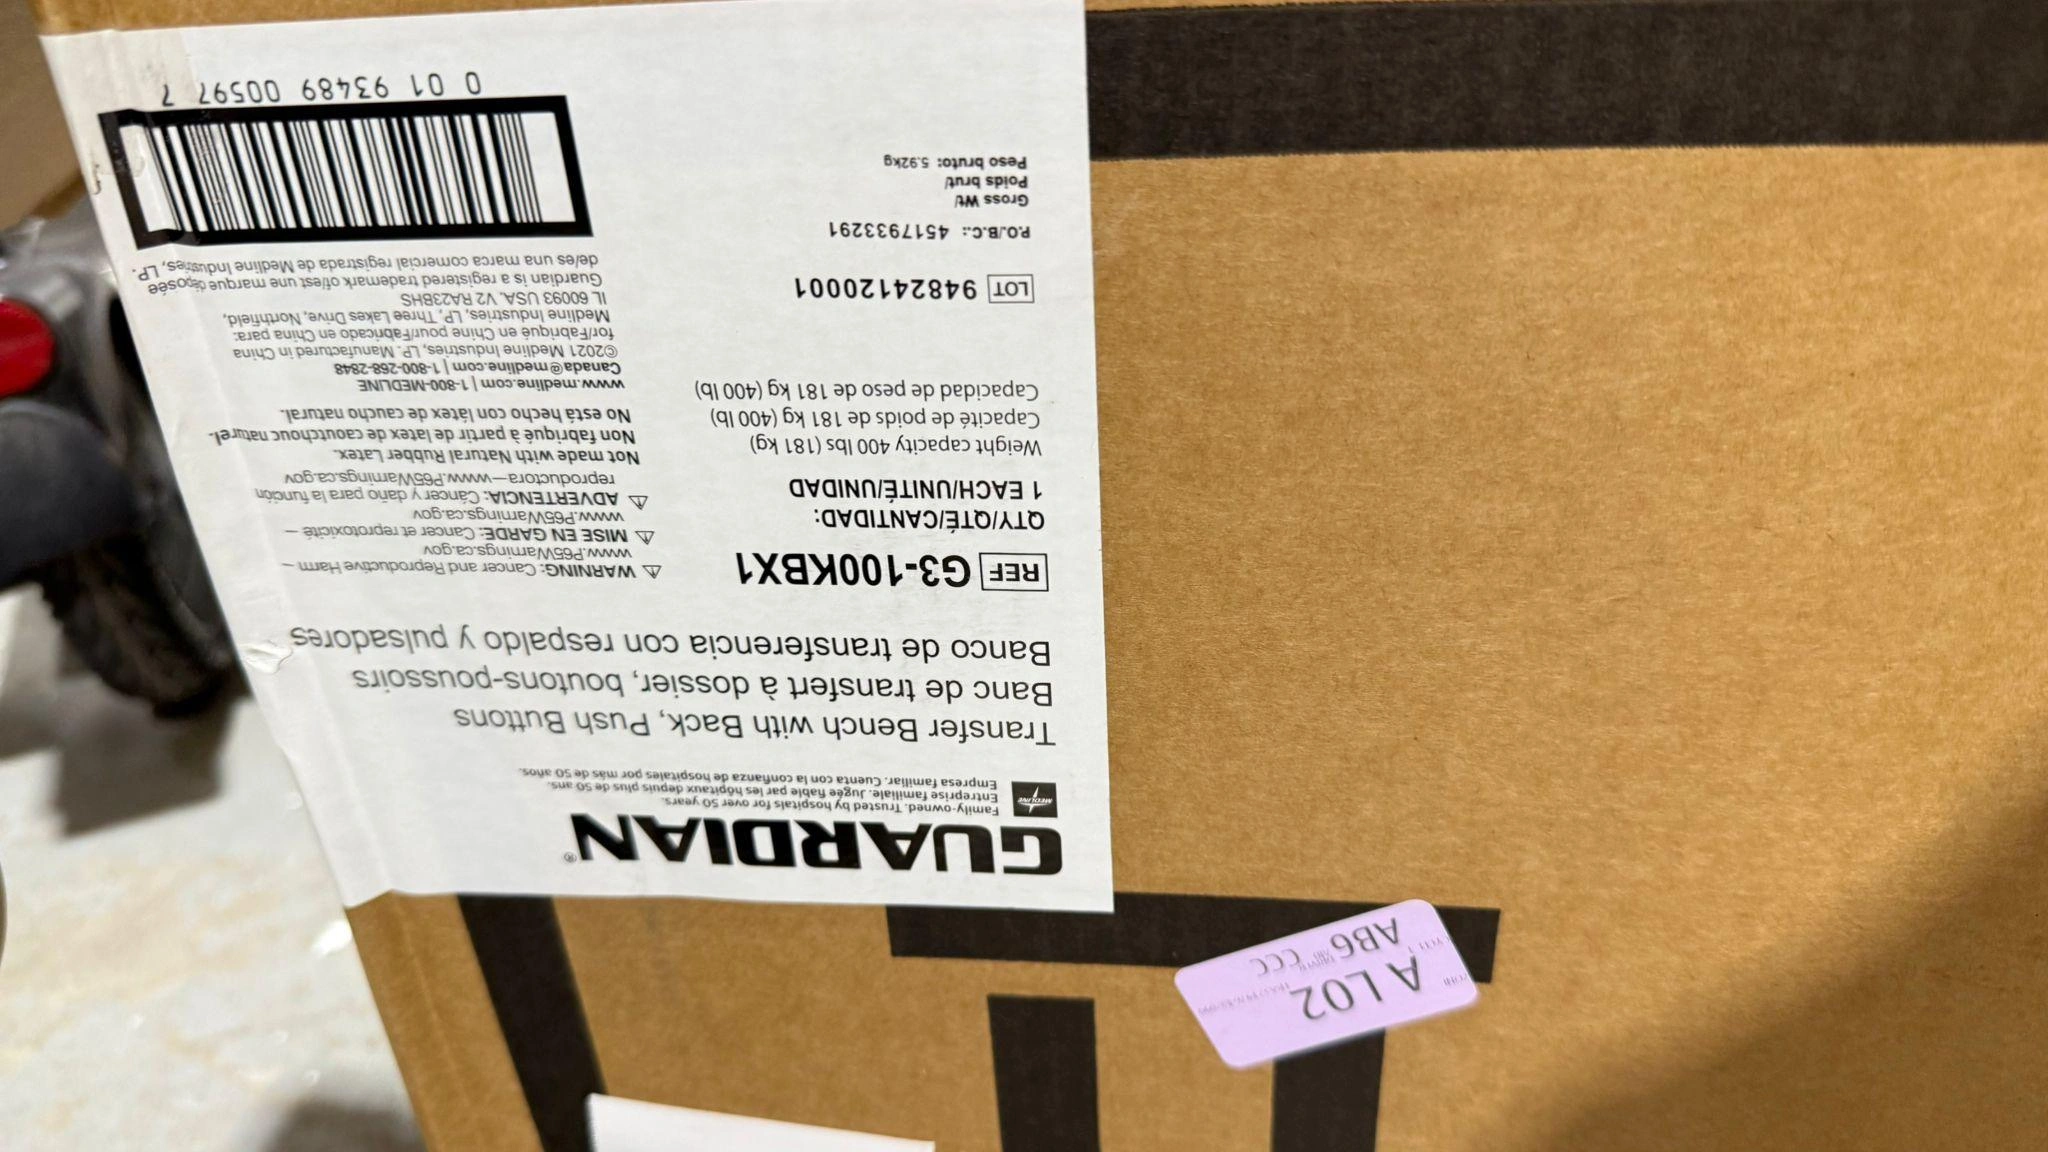 GUARDIAN®
MEDLINE
Family-owned. Trusted by hospitals for over 50 years.
Entreprise familiale. Jugée fiable par les hôpitaux depuis plus de 50 ans.
Empresa familiar. Cuenta con la confianza de hospitales por más de 50 años.
Transfer Bench with Back, Push Buttons
Banc de transfert à dossier, boutons-poussoirs
Banco de transferencia con respaldo y pulsadores
REF G3-100KBX1
QTY/QTÉ/CANTIDAD:
1 EACH/UNITÉ/UNIDAD
Weight capacity 400 lbs (181 kg)
Capacité de poids de 181 kg (400 lb)
Capacidad de peso de 181 kg (400 lb)
LOT 94824120001
P.O./B.C.: 4517933291
Gross Wt/
Poids brut/
Peso bruto: 5.92kg
⚠ WARNING: Cancer and Reproductive Harm –
www.P65Warnings.ca.gov
⚠ MISE EN GARDE: Cancer et reprotoxicité –
www.P65Warnings.ca.gov
⚠ ADVERTENCIA: Cáncer y daño para la función
reproductora—www.P65Warnings.ca.gov
Not made with Natural Rubber Latex.
Non fabriqué à partir de latex de caoutchouc naturel.
No está hecho con látex de caucho natural.
www.medline.com | 1-800-MEDLINE
Canada@medline.com | 1-800-268-2848
©2021 Medline Industries, LP. Manufactured in China
for/Fabriqué en Chine pour/Fabricado en China para:
Medline Industries, LP, Three Lakes Drive, Northfield,
IL 60093 USA. V2 RA23BHS
Guardian is a registered trademark of/est une marque déposée
de/es una marca comercial registrada de Medline Industries, LP.
0 01 93489 00597 7
A L02
AB6 CCC